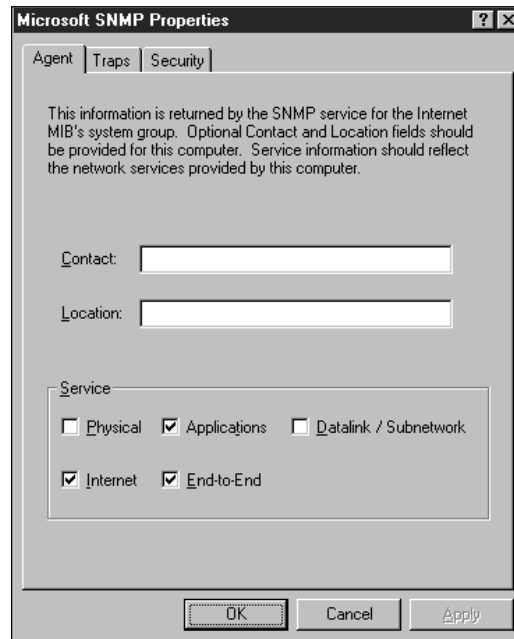 Microsoft SNMP Properties
Agent Traps Security
This information is returned by the SNMP service for the Internet
MIB's system group. Optional Contact and Location fields should
be provided for this computer. Service information should reflect
the network services provided by this computer.
Contact:
Location:
Service
Physical Applications Datalink / Subnetwork
Internet End-to-End
OK Cancel Apply